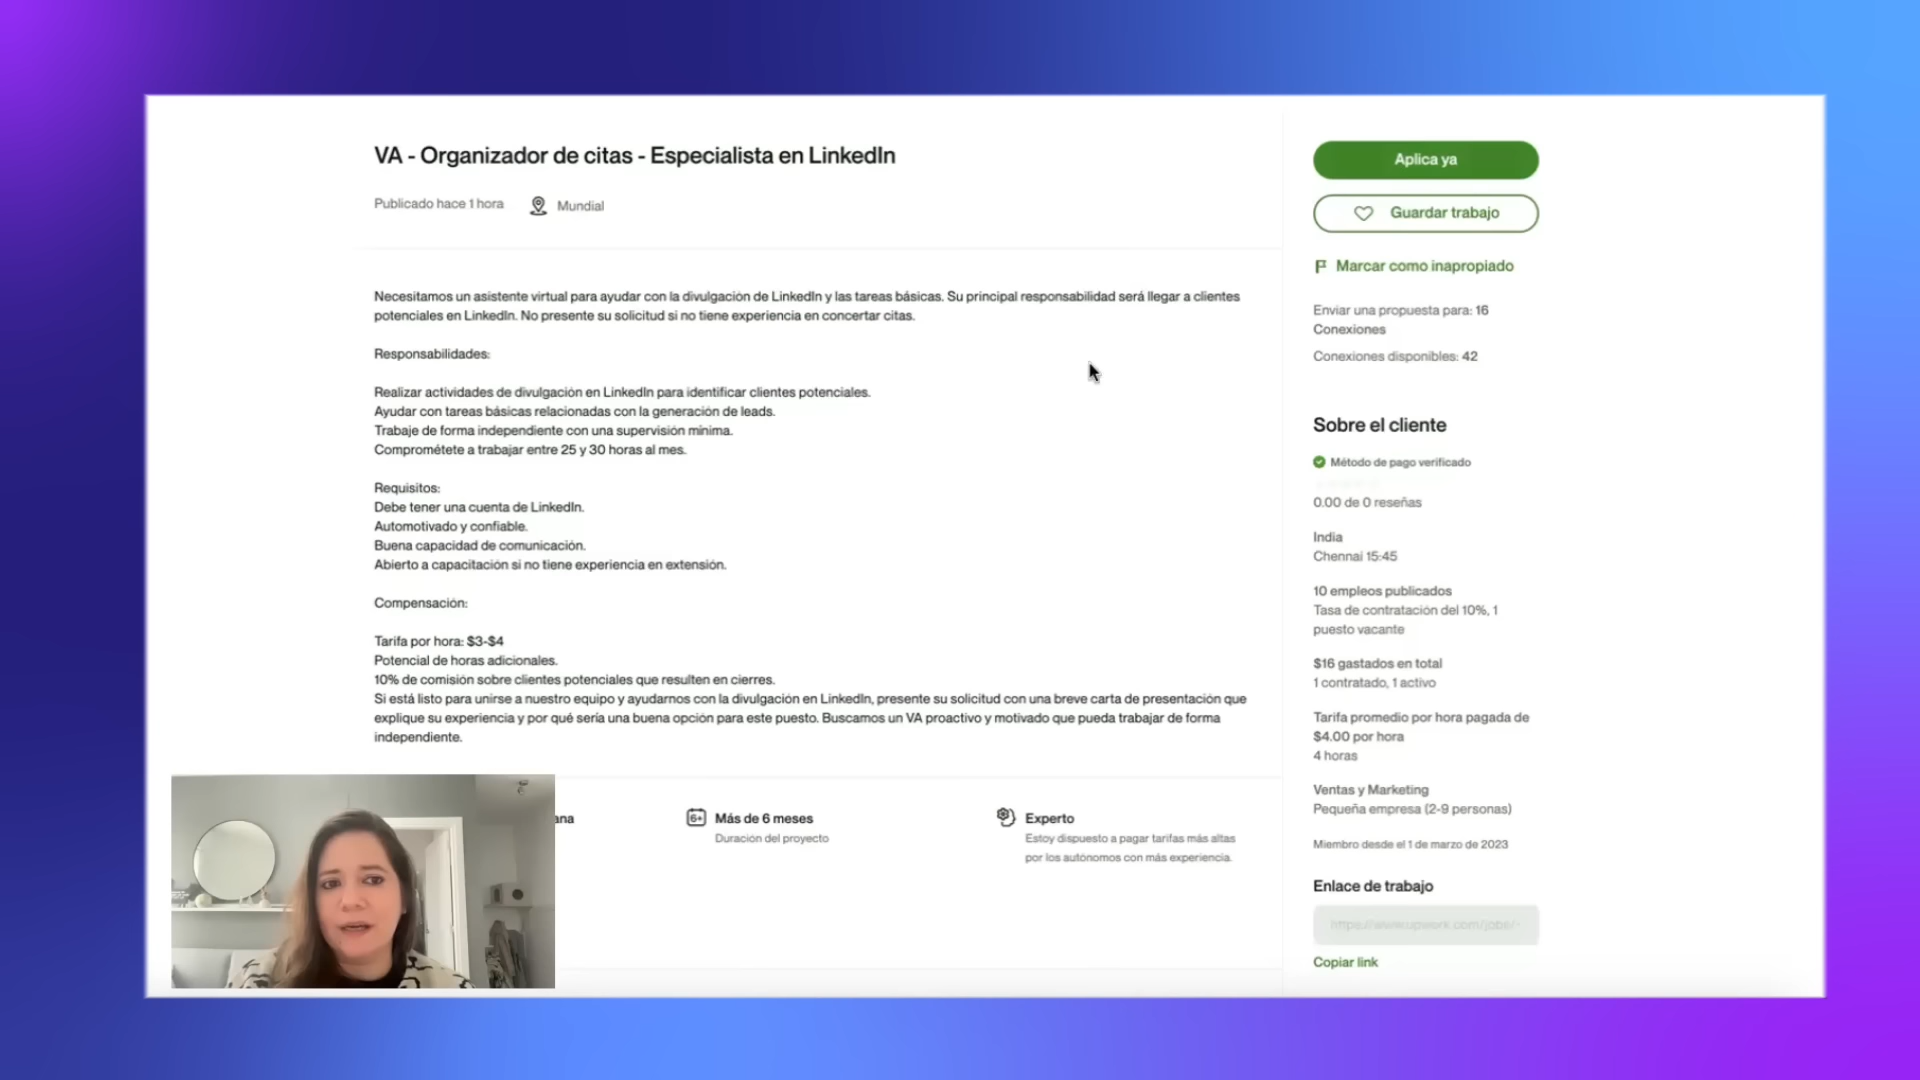 VA - Organizador de citas - Especialista en LinkedIn
Publicado hace 1 hora
Mundial
Necesitamos un asistente virtual para ayudar con la divulgación de LinkedIn y las tareas básicas. Su principal responsabilidad será llegar a clientes
potenciales en LinkedIn. No presente su solicitud si no tiene experiencia en concertar citas.
Responsabilidades:
Realizar actividades de divulgación en LinkedIn para identificar clientes potenciales.
Ayudar con tareas básicas relacionadas con la generación de leads.
Trabaje de forma independiente con una supervisión mínima.
Comprométete a trabajar entre 25 y 30 horas al mes.
Requisitos:
Debe tener una cuenta de LinkedIn.
Automotivado y confiable.
Buena capacidad de comunicación.
Abierto a capacitación si no tiene experiencia en extensión.
Compensación:
Tarifa por hora: $3-$4
Potencial de horas adicionales.
10% de comisión sobre clientes potenciales que resulten en cierres.
Si está listo para unirse a nuestro equipo y ayudarnos con la divulgación en LinkedIn, presente su solicitud con una breve carta de presentación que
explique su experiencia y por qué sería una buena opción para este puesto. Buscamos un VA proactivo y motivado que pueda trabajar de forma
independiente.
ana
6+
Más de 6 meses
Duración del proyecto
Experto
Estoy dispuesto a pagar tarifas más altas
por los autónomos con más experiencia.
Aplica ya
Guardar trabajo
Marcar como inapropiado
Enviar una propuesta para: 16
Conexiones
Conexiones disponibles: 42
Sobre el cliente
Método de pago verificado
0.00 de 0 reseñas
India
Chennai 15:45
10 empleos publicados
Tasa de contratación del 10%, 1
puesto vacante
$16 gastados en total
1 contratado, 1 activo
Tarifa promedio por hora pagada de
$4.00 por hora
4 horas
Ventas y Marketing
Pequeña empresa (2-9 personas)
Miembro desde el 1 de marzo de 2023
Enlace de trabajo
https://www.upwork.com/jobs/~
Copiar link